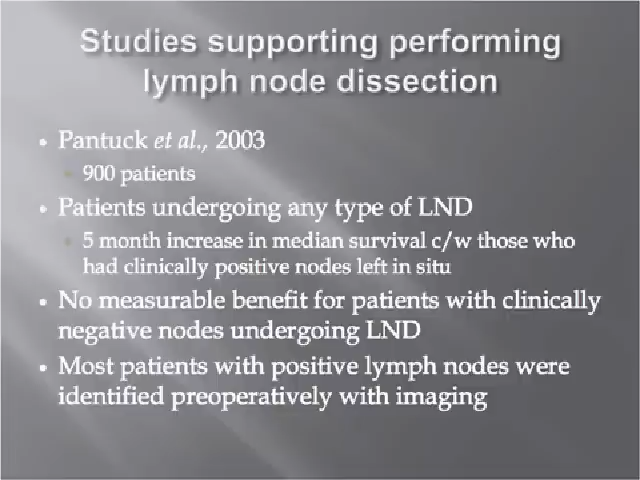 Studies supporting performing
lymph node dissection
• Pantuck et al., 2003
▪ 900 patients
• Patients undergoing any type of LND
▪ 5 month increase in median survival c/w those who
had clinically positive nodes left in situ
• No measurable benefit for patients with clinically
negative nodes undergoing LND
• Most patients with positive lymph nodes were
identified preoperatively with imaging